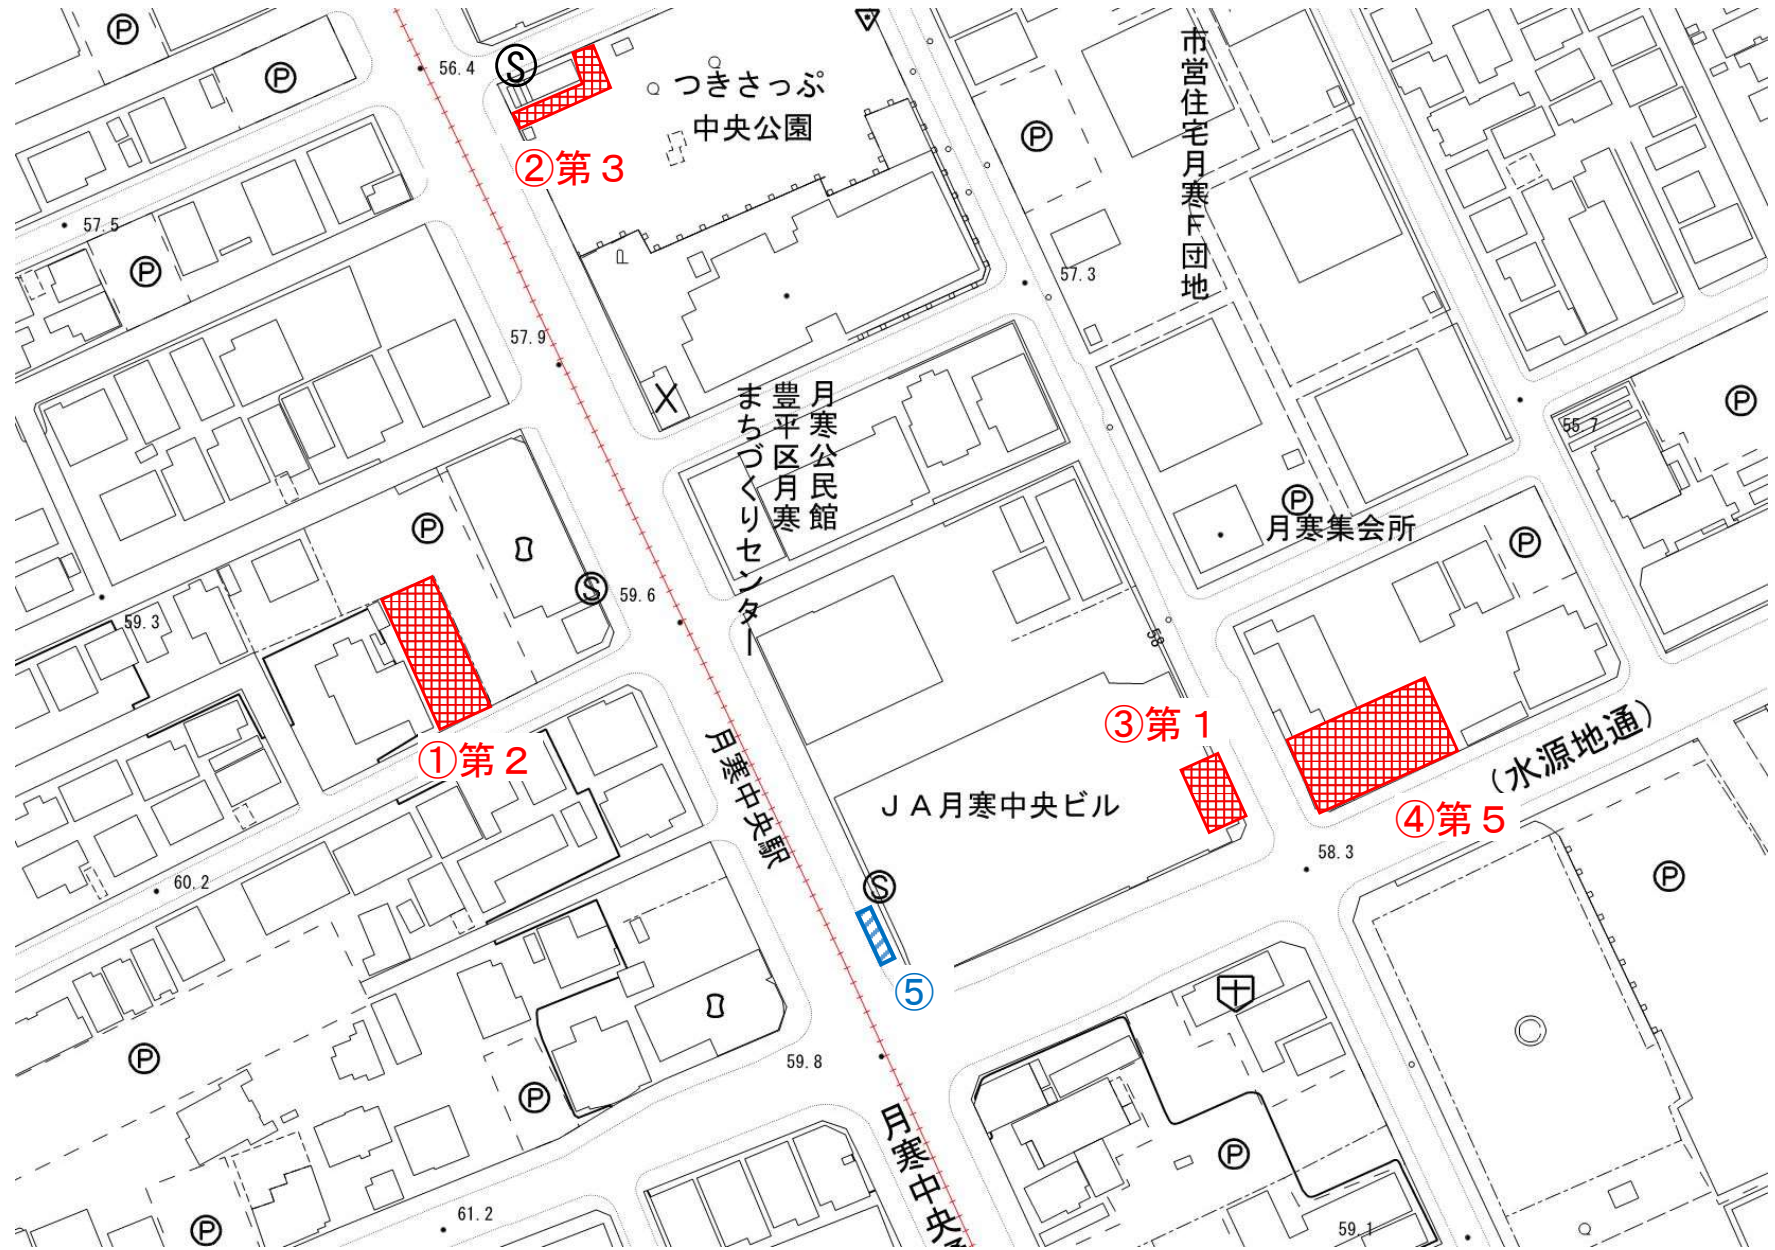 Ⓟ
Ⓟ
56.4
Ⓢ
つきさっぷ
中央公園
②第３
市営住宅月寒F団地
Ⓟ
57.5
Ⓟ
57.3
57.9
月寒公民館
豊平区月寒
まちづくりセンター
Ⓟ
55.7
Ⓟ
Ⓟ
月寒集会所
Ⓟ
Ⓢ
59.6
59.3
58
①第２
月寒中央駅
③第１
（水源地通）
ＪＡ月寒中央ビル
④第５
58.3
60.2
Ⓢ
Ⓟ
⑤
59.8
Ⓟ
Ⓟ
月寒中央
Ⓟ
61.2
Ⓟ
59.1